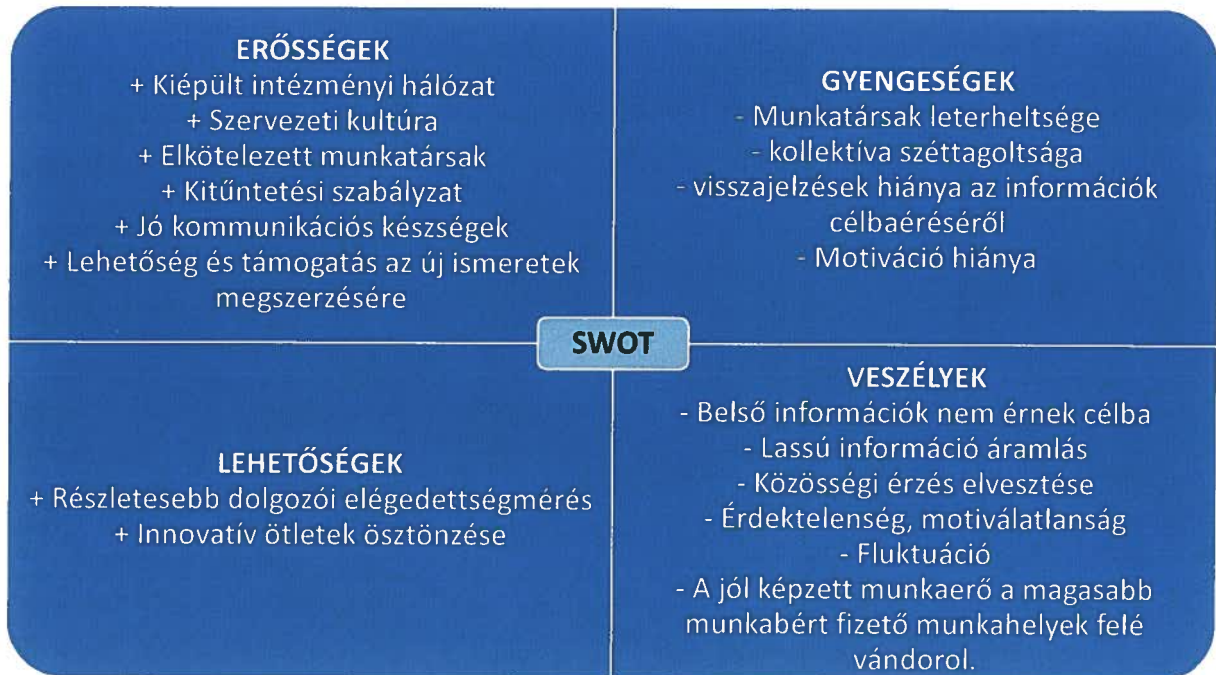 ERŐSSÉGEK
+ Kiépült intézményi hálózat
+ Szervezeti kultúra
+ Elkötelezett munkatársak
+ Kitűntetési szabályzat
+ Jó kommunikációs készségek
+ Lehetőség és támogatás az új ismeretek
megszerzésére
GYENGESÉGEK
- Munkatársak leterheltsége
- kollektíva széttagoltsága
- visszajelzések hiánya az információk
célbaéréséről
- Motiváció hiánya
SWOT
LEHETŐSÉGEK
+ Részletesebb dolgozói elégedettségmérés
+ Innovatív ötletek ösztönzése
VESZÉLYEK
- Belső információk nem érnek célba
- Lassú információ áramlás
- Közösségi érzés elvesztése
- Érdektelenség, motiválatlanság
- Fluktuáció
- A jól képzett munkaerő a magasabb
munkabért fizető munkahelyek felé
vándorol.